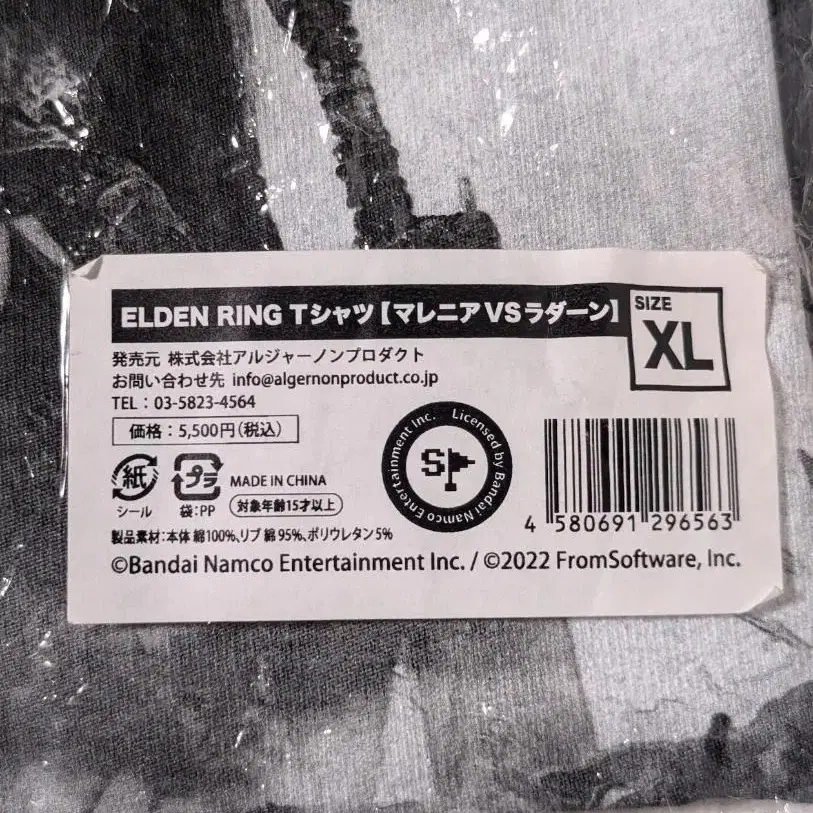 ELDEN RING Tシャツ【マレニアVSラダーン】
SIZE
XL
発売元 株式会社アルジャーノンプロダクト
お問い合わせ先 info@algernonproduct.co.jp
TEL：03-5823-4564
価格：5,500円（税込）
紙
シール
プラ
袋：PP
MADE IN CHINA
対象年齢15才以上
製品素材：本体 綿100%、リブ 綿95%、ポリウレタン5%
Licensed by Bandai Namco Entertainment Inc.
SP
4 580691 296563
©Bandai Namco Entertainment Inc. / ©2022 FromSoftware, Inc.